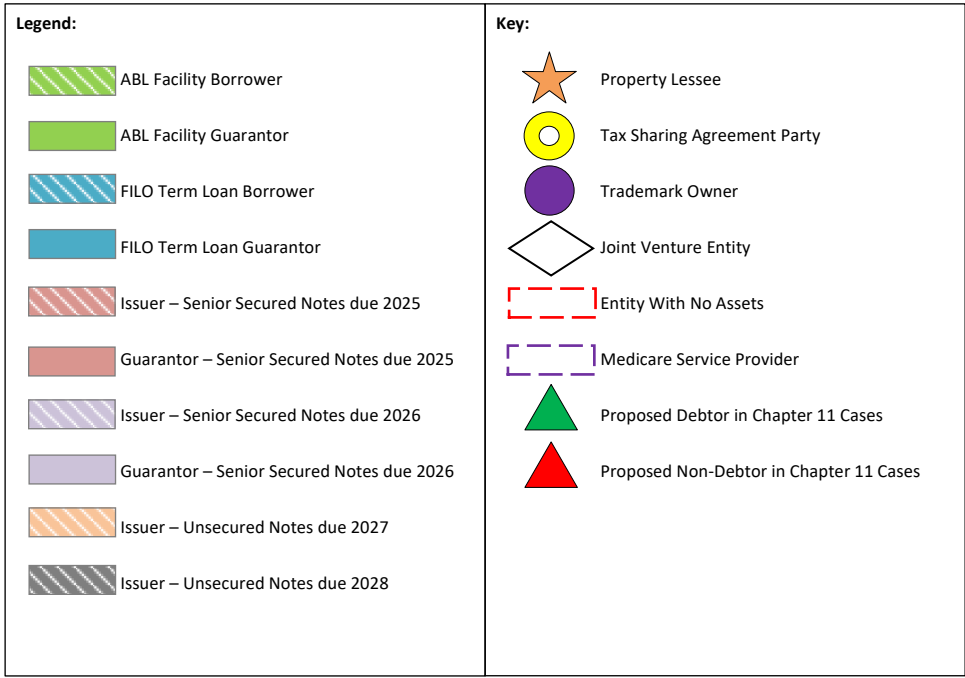 Legend:
ABL Facility Borrower
ABL Facility Guarantor
FILO Term Loan Borrower
FILO Term Loan Guarantor
Issuer – Senior Secured Notes due 2025
Guarantor – Senior Secured Notes due 2025
Issuer – Senior Secured Notes due 2026
Guarantor – Senior Secured Notes due 2026
Issuer – Unsecured Notes due 2027
Issuer – Unsecured Notes due 2028
Key:
Property Lessee
Tax Sharing Agreement Party
Trademark Owner
Joint Venture Entity
Entity With No Assets
Medicare Service Provider
Proposed Debtor in Chapter 11 Cases
Proposed Non-Debtor in Chapter 11 Cases